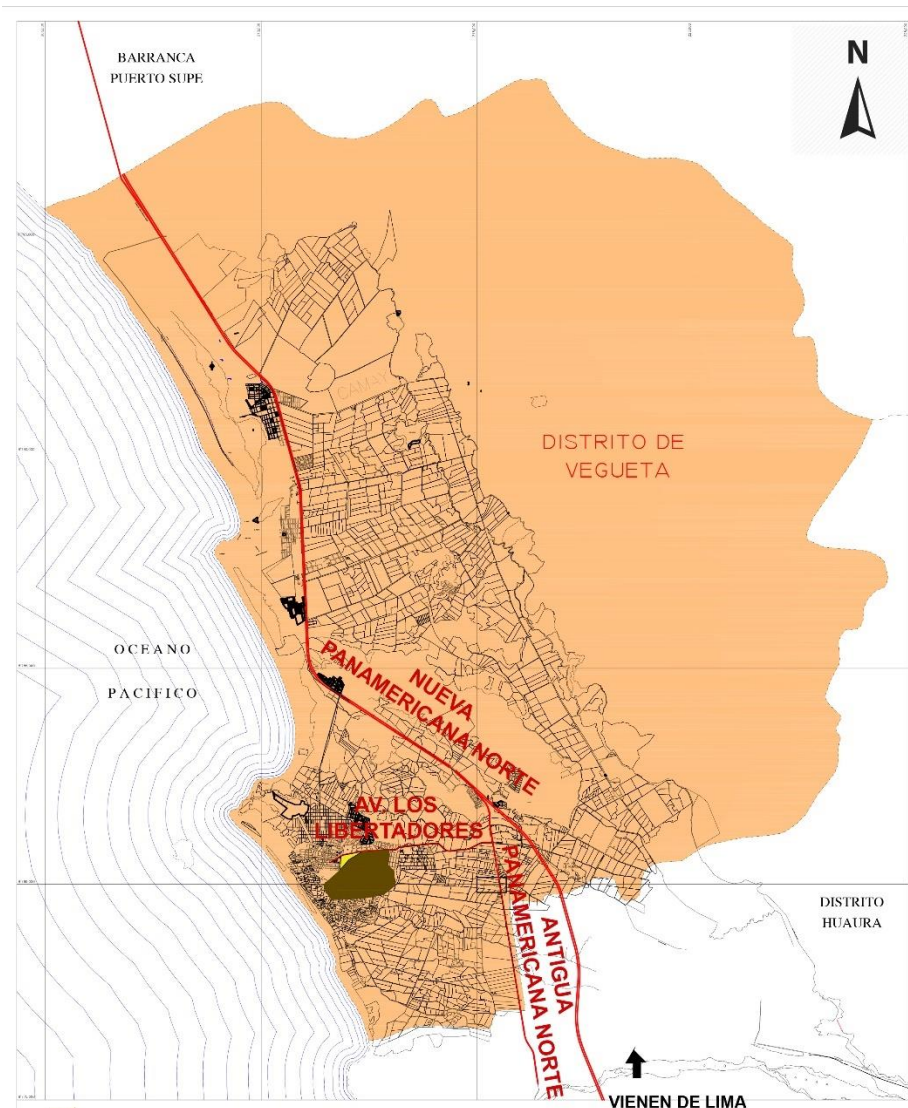 BARRANCA
PUERTO SUPE
N
CAMAY
DISTRITO DE
VEGUETA
OCEANO
PACIFICO
NUEVA
PANAMERICANA NORTE
AV. LOS
LIBERTADORES
ANTIGUA
PANAMERICANA NORTE
DISTRITO
HUAURA
VIENEN DE LIMA